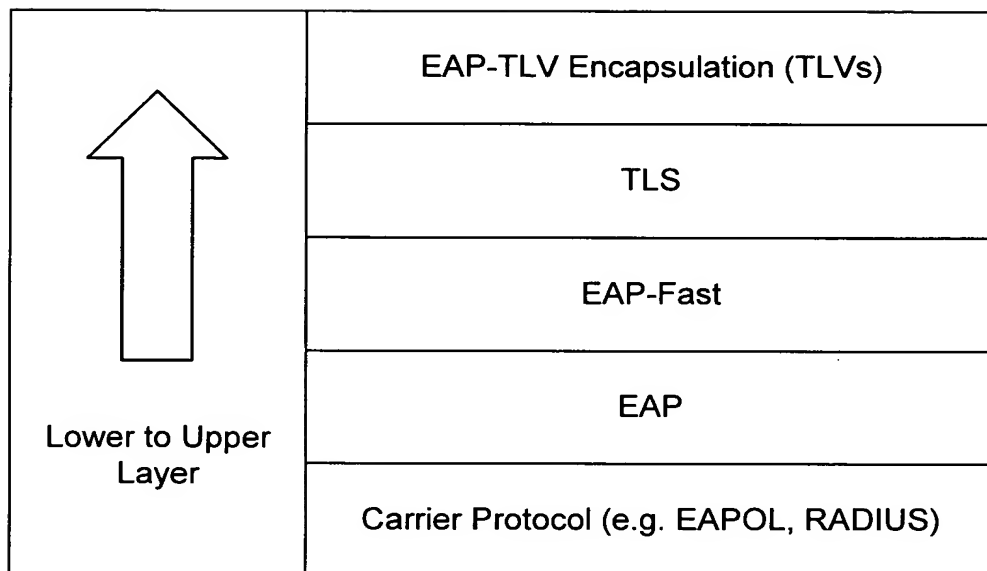 EAP-TLV Encapsulation (TLVs)
TLS
EAP-Fast
EAP
Carrier Protocol (e.g. EAPOL, RADIUS)
Lower to Upper
Layer